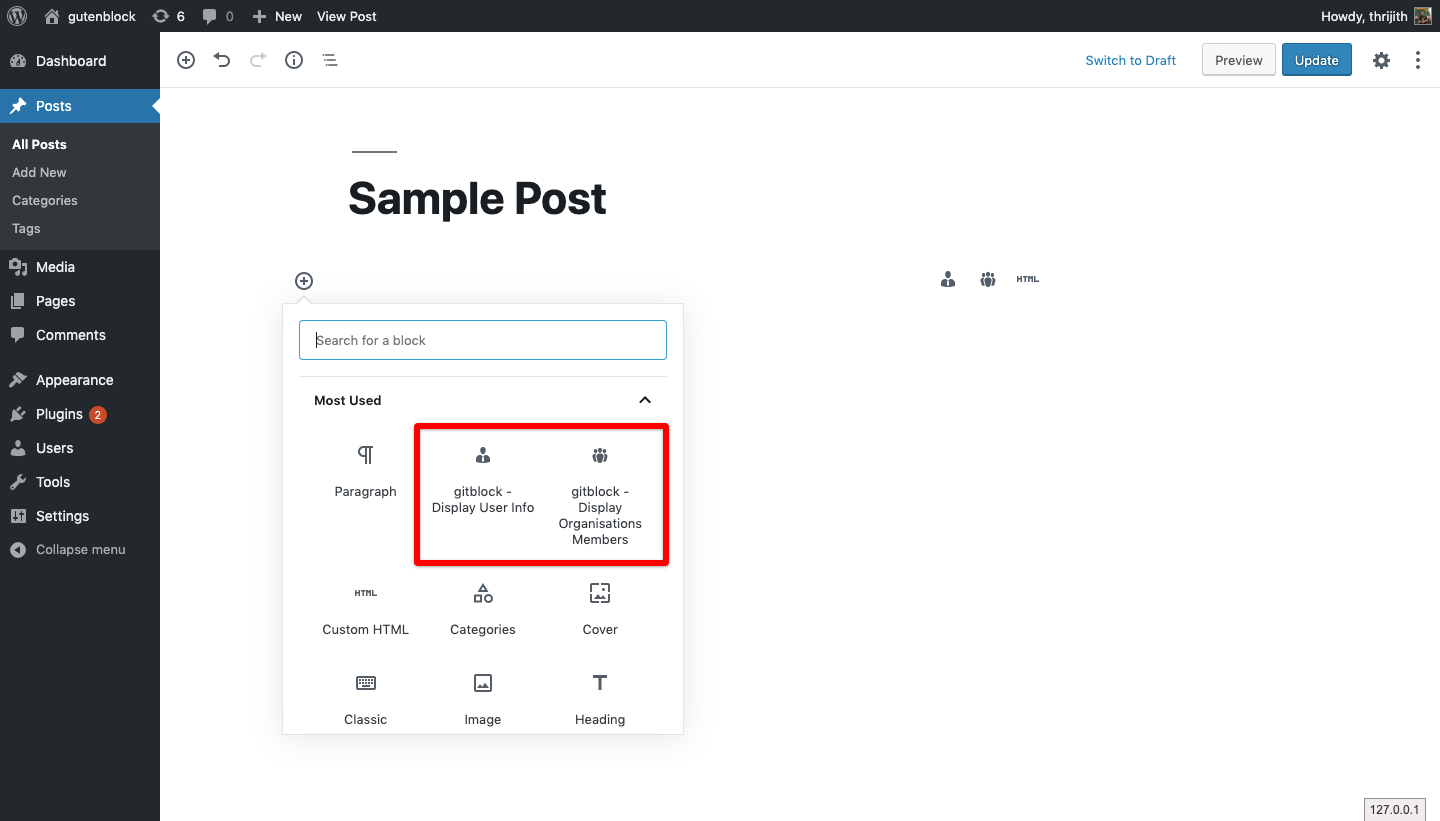 gutenblock 6 0 New View Post Howdy, thrijith
Dashboard
Posts
All Posts
Add New
Categories
Tags
Media
Pages
Comments
Appearance
Plugins 2
Users
Tools
Settings
Collapse menu
Switch to Draft Preview Update
Sample Post
HTML
Search for a block
Most Used
Paragraph
gitblock -
Display User Info
gitblock -
Display
Organisations
Members
HTML
Custom HTML
Categories
Cover
Classic
Image
Heading
127.0.0.1